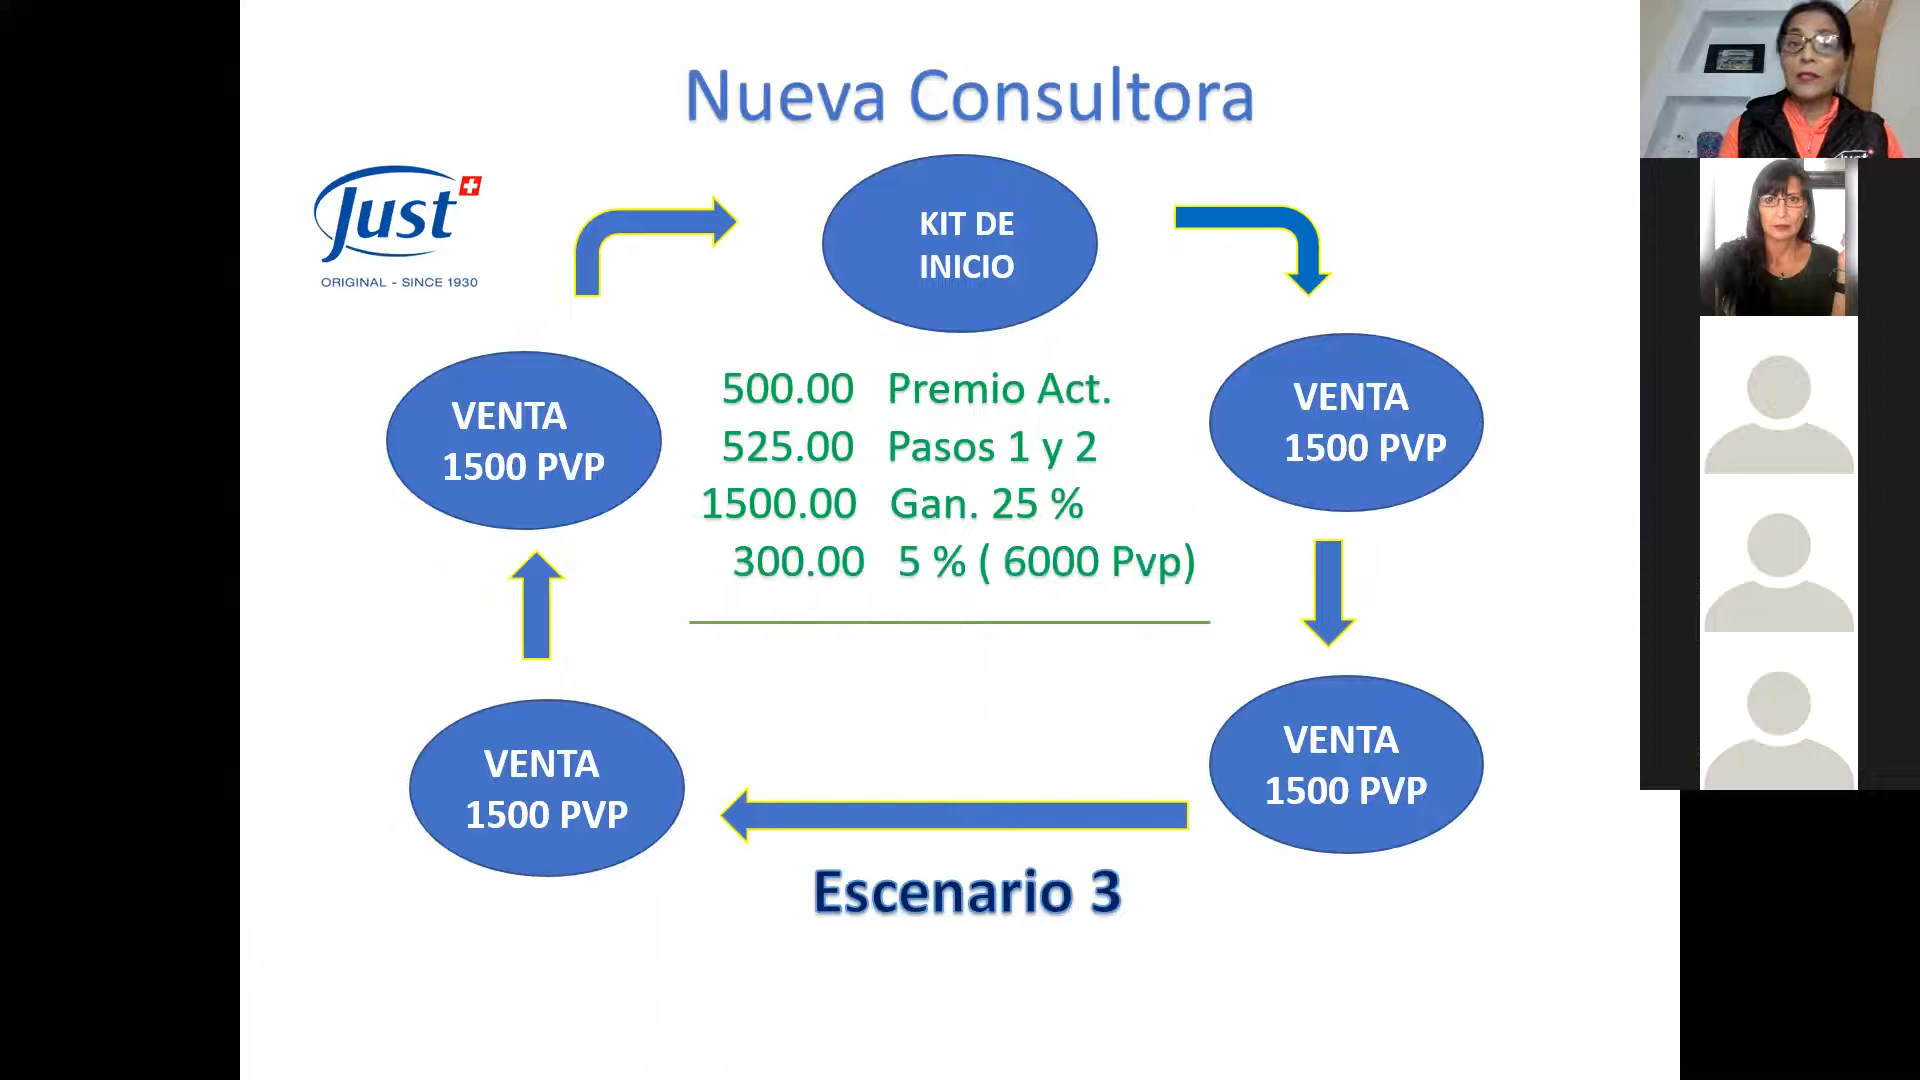 Nueva Consultora
Just
ORIGINAL - SINCE 1930
KIT DE
INICIO
VENTA
1500 PVP
500.00 Premio Act.
525.00 Pasos 1 y 2
1500.00 Gan. 25 %
300.00 5 % ( 6000 Pvp)
VENTA
1500 PVP
VENTA
1500 PVP
VENTA
1500 PVP
Escenario 3
Just